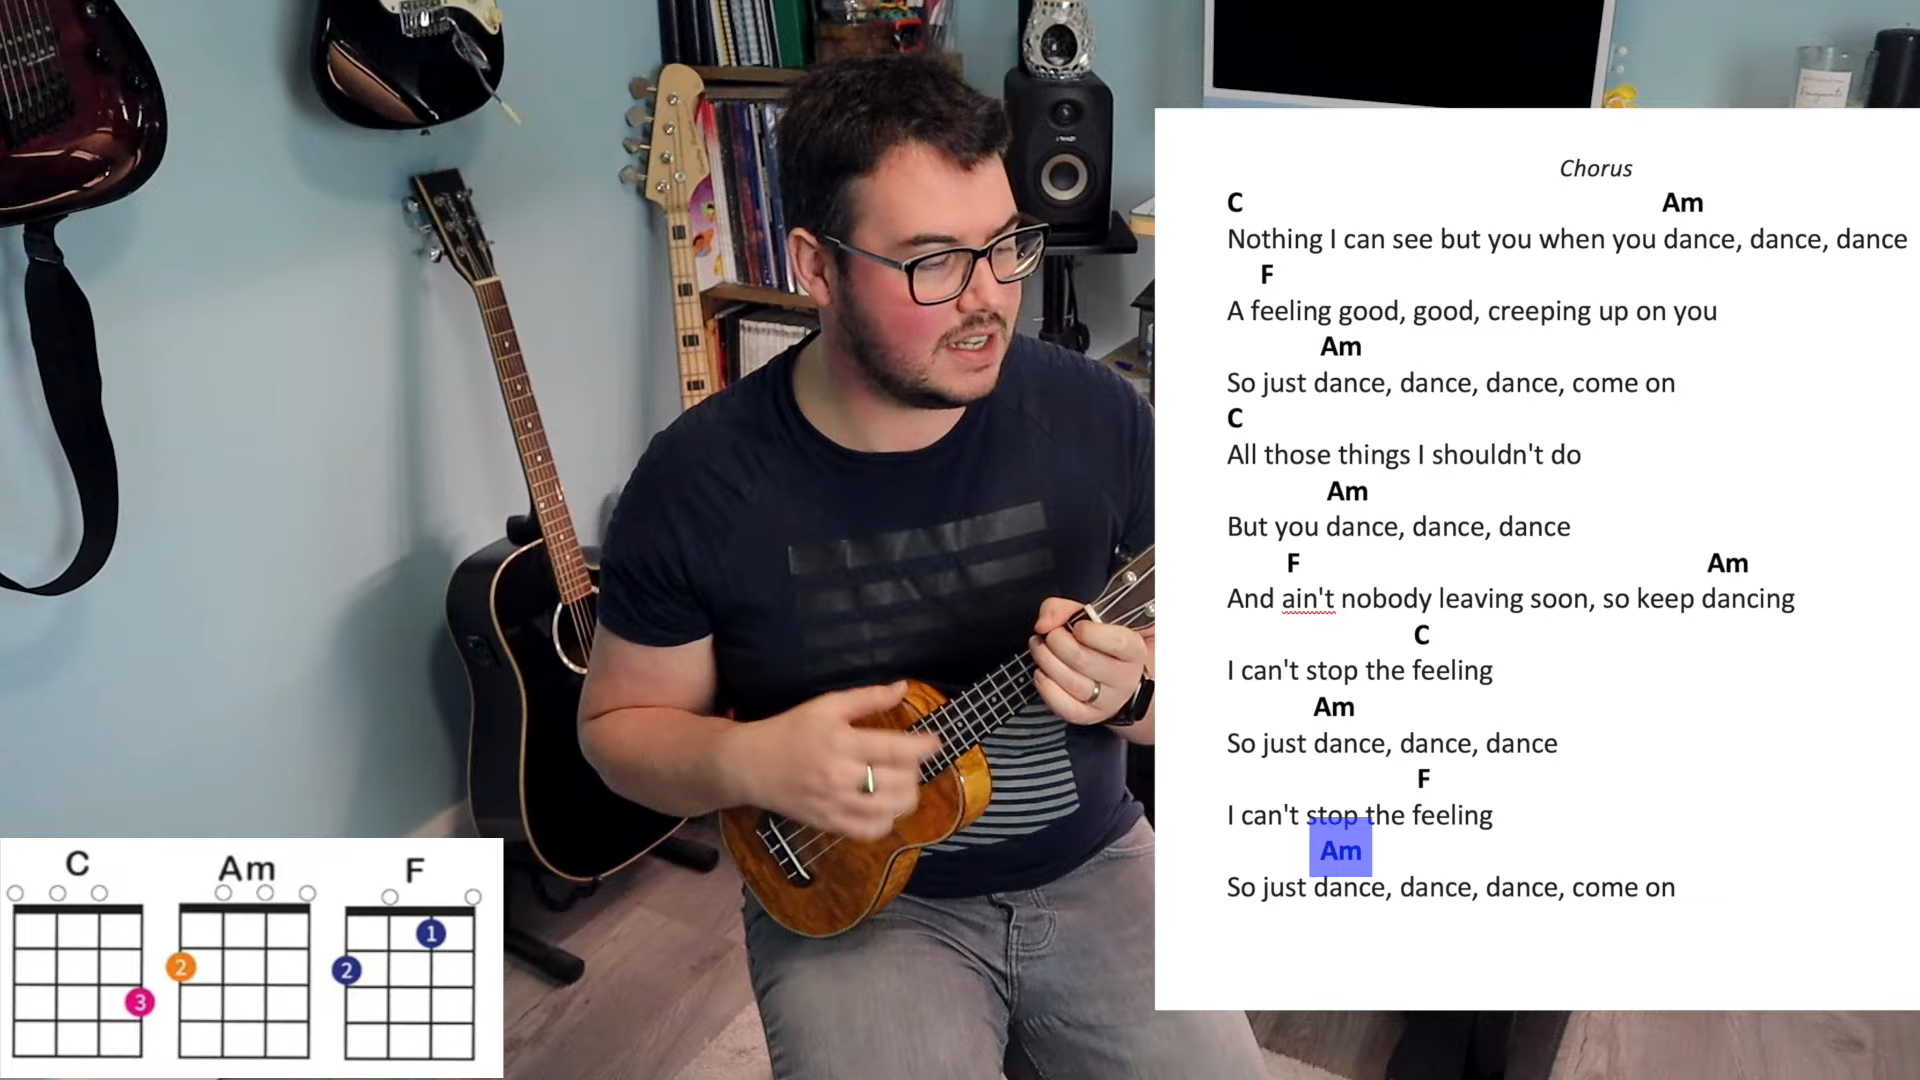 Chorus
C Am
Nothing I can see but you when you dance, dance, dance
F
A feeling good, good, creeping up on you
Am
So just dance, dance, dance, come on
C
All those things I shouldn't do
Am
But you dance, dance, dance
F Am
And ain't nobody leaving soon, so keep dancing
C
I can't stop the feeling
Am
So just dance, dance, dance
F
I can't stop the feeling
Am
So just dance, dance, dance, come on
C Am F
1
2 2
3